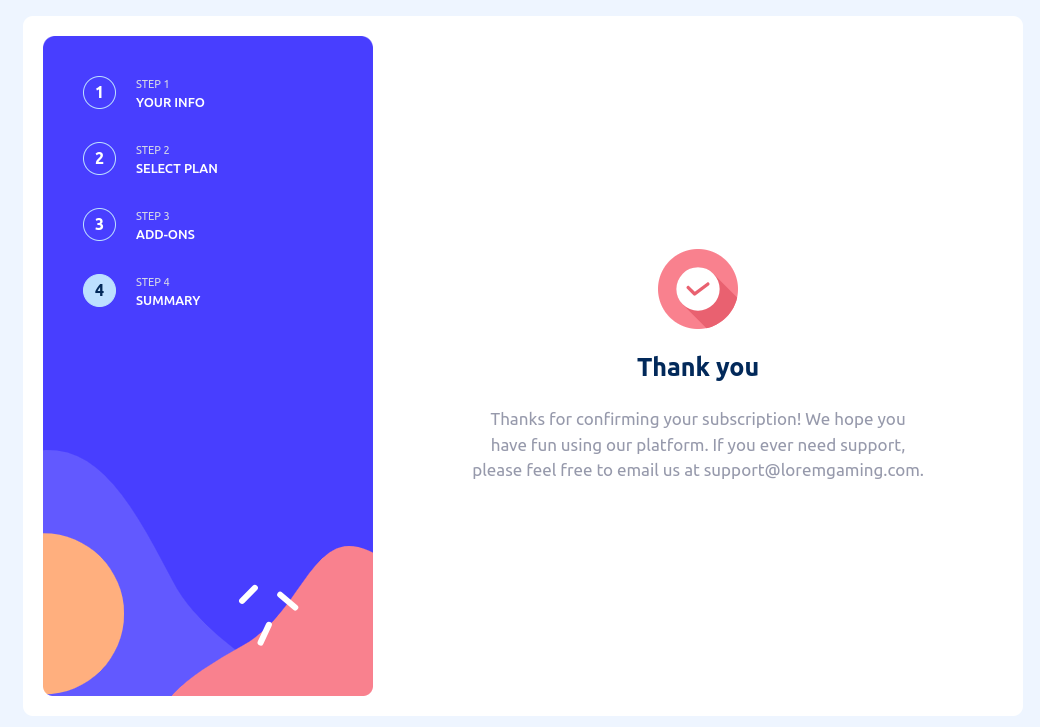 1
STEP 1
YOUR INFO
2
STEP 2
SELECT PLAN
3
STEP 3
ADD-ONS
4
STEP 4
SUMMARY
Thank you
Thanks for confirming your subscription! We hope you
have fun using our platform. If you ever need support,
please feel free to email us at support@loremgaming.com.